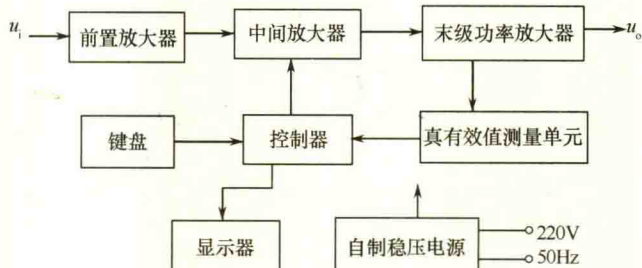 u_i
前置放大器
中间放大器
末级功率放大器
u_o
键盘
控制器
真有效值测量单元
显示器
自制稳压电源
220V
50Hz